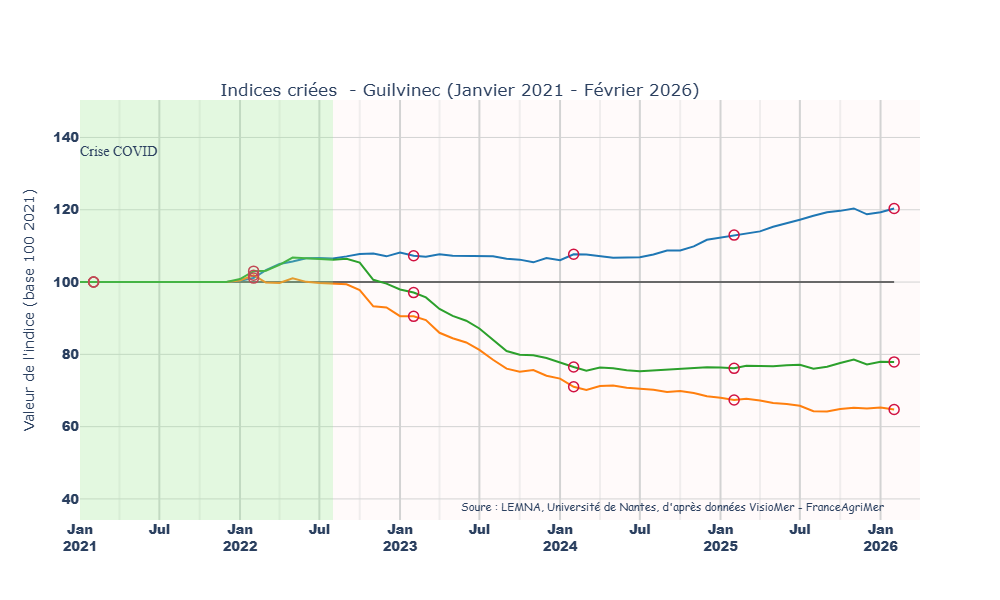 Indices criées  - Guilvinec (Janvier 2021 - Février 2026)
Valeur de l'indice (base 100 2021)
140
120
100
80
60
40
Crise COVID
Soure : LEMNA, Université de Nantes, d'après données VisioMer - FranceAgriMer
Jan Jul Jan Jul Jan Jul Jan Jul Jan Jul Jan
2021 2022 2023 2024 2025 2026